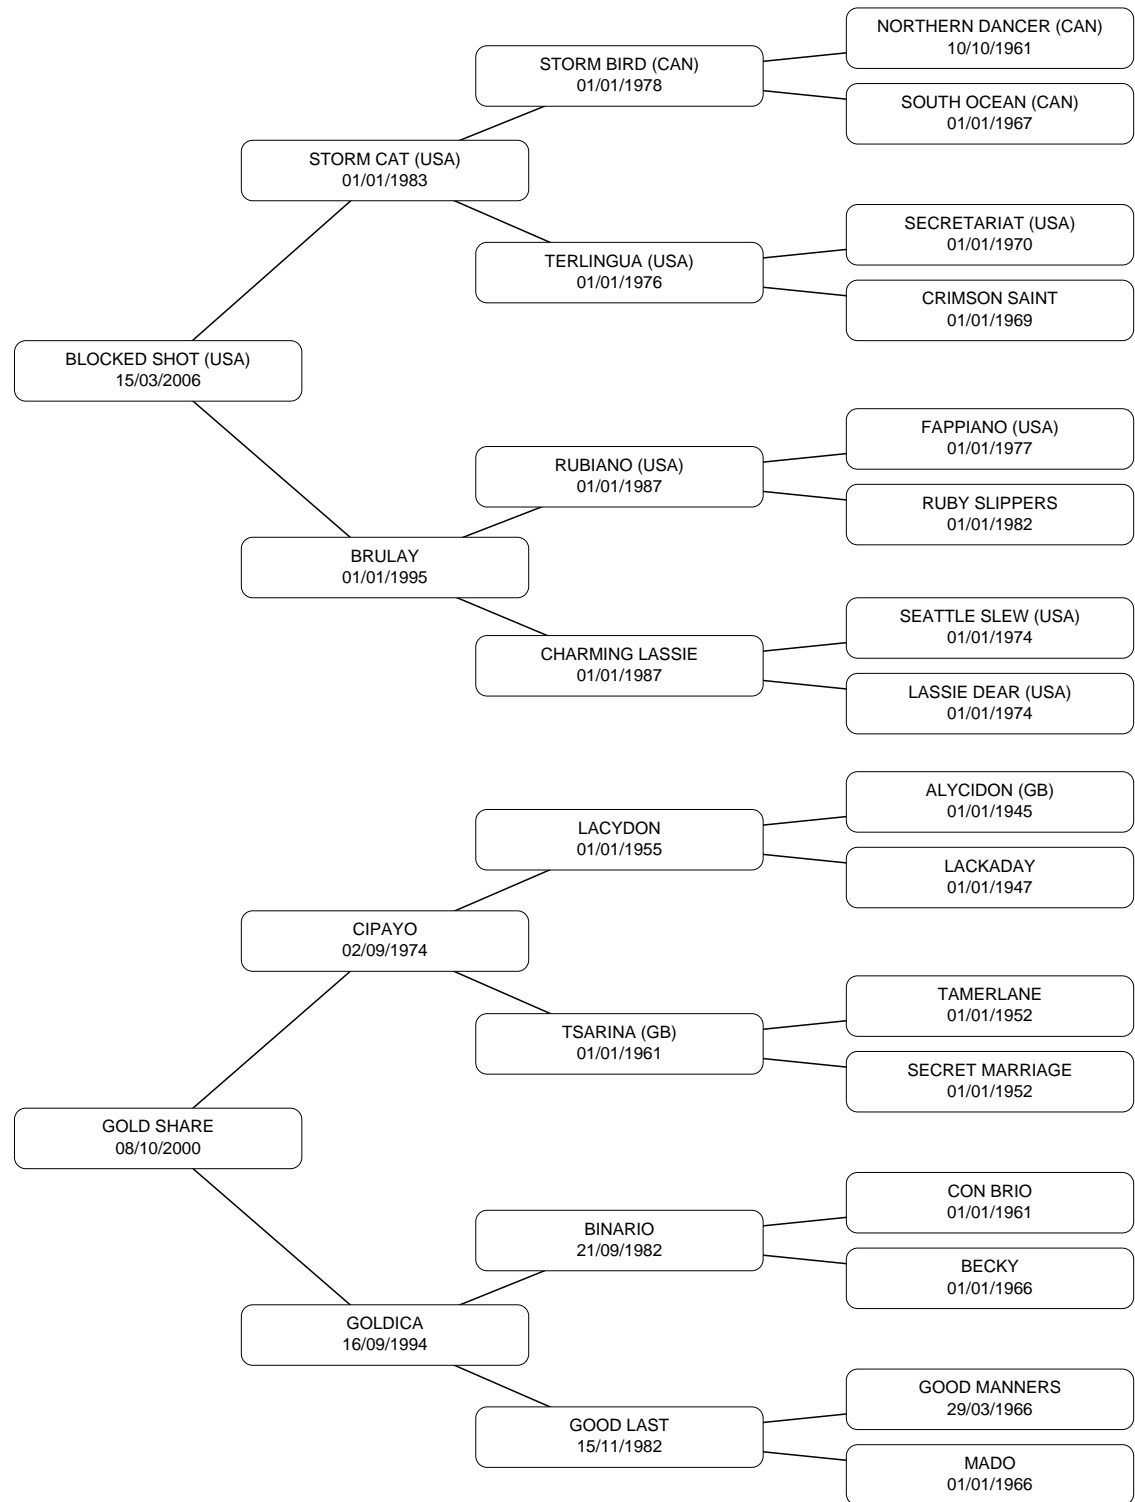 NORTHERN DANCER (CAN)
10/10/1961
STORM BIRD (CAN)
01/01/1978
SOUTH OCEAN (CAN)
01/01/1967
STORM CAT (USA)
01/01/1983
SECRETARIAT (USA)
01/01/1970
TERLINGUA (USA)
01/01/1976
CRIMSON SAINT
01/01/1969
BLOCKED SHOT (USA)
15/03/2006
FAPPIANO (USA)
01/01/1977
RUBIANO (USA)
01/01/1987
RUBY SLIPPERS
01/01/1982
BRULAY
01/01/1995
SEATTLE SLEW (USA)
01/01/1974
CHARMING LASSIE
01/01/1987
LASSIE DEAR (USA)
01/01/1974
ALYCIDON (GB)
01/01/1945
LACYDON
01/01/1955
LACKADAY
01/01/1947
CIPAYO
02/09/1974
TAMERLANE
01/01/1952
TSARINA (GB)
01/01/1961
SECRET MARRIAGE
01/01/1952
GOLD SHARE
08/10/2000
CON BRIO
01/01/1961
BINARIO
21/09/1982
BECKY
01/01/1966
GOLDICA
16/09/1994
GOOD MANNERS
29/03/1966
GOOD LAST
15/11/1982
MADO
01/01/1966